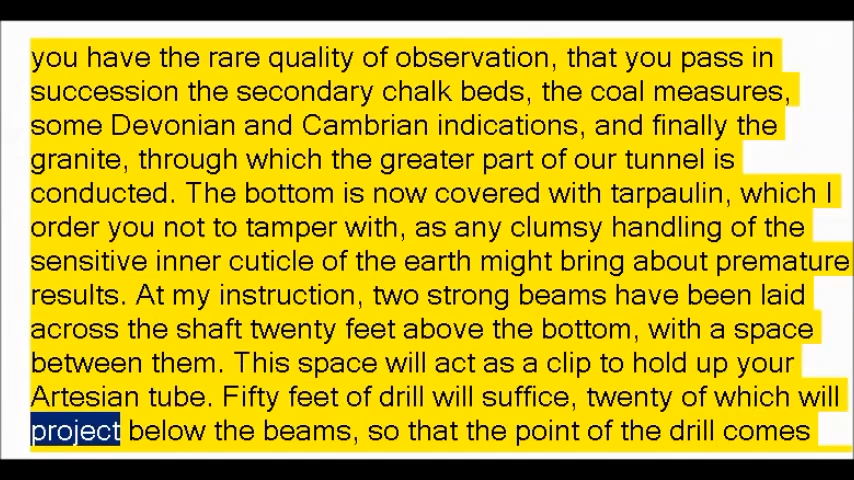 you have the rare quality of observation, that you pass in
succession the secondary chalk beds, the coal measures,
some Devonian and Cambrian indications, and finally the
granite, through which the greater part of our tunnel is
conducted. The bottom is now covered with tarpaulin, which I
order you not to tamper with, as any clumsy handling of the
sensitive inner cuticle of the earth might bring about premature
results. At my instruction, two strong beams have been laid
across the shaft twenty feet above the bottom, with a space
between them. This space will act as a clip to hold up your
Artesian tube. Fifty feet of drill will suffice, twenty of which will
project below the beams, so that the point of the drill comes